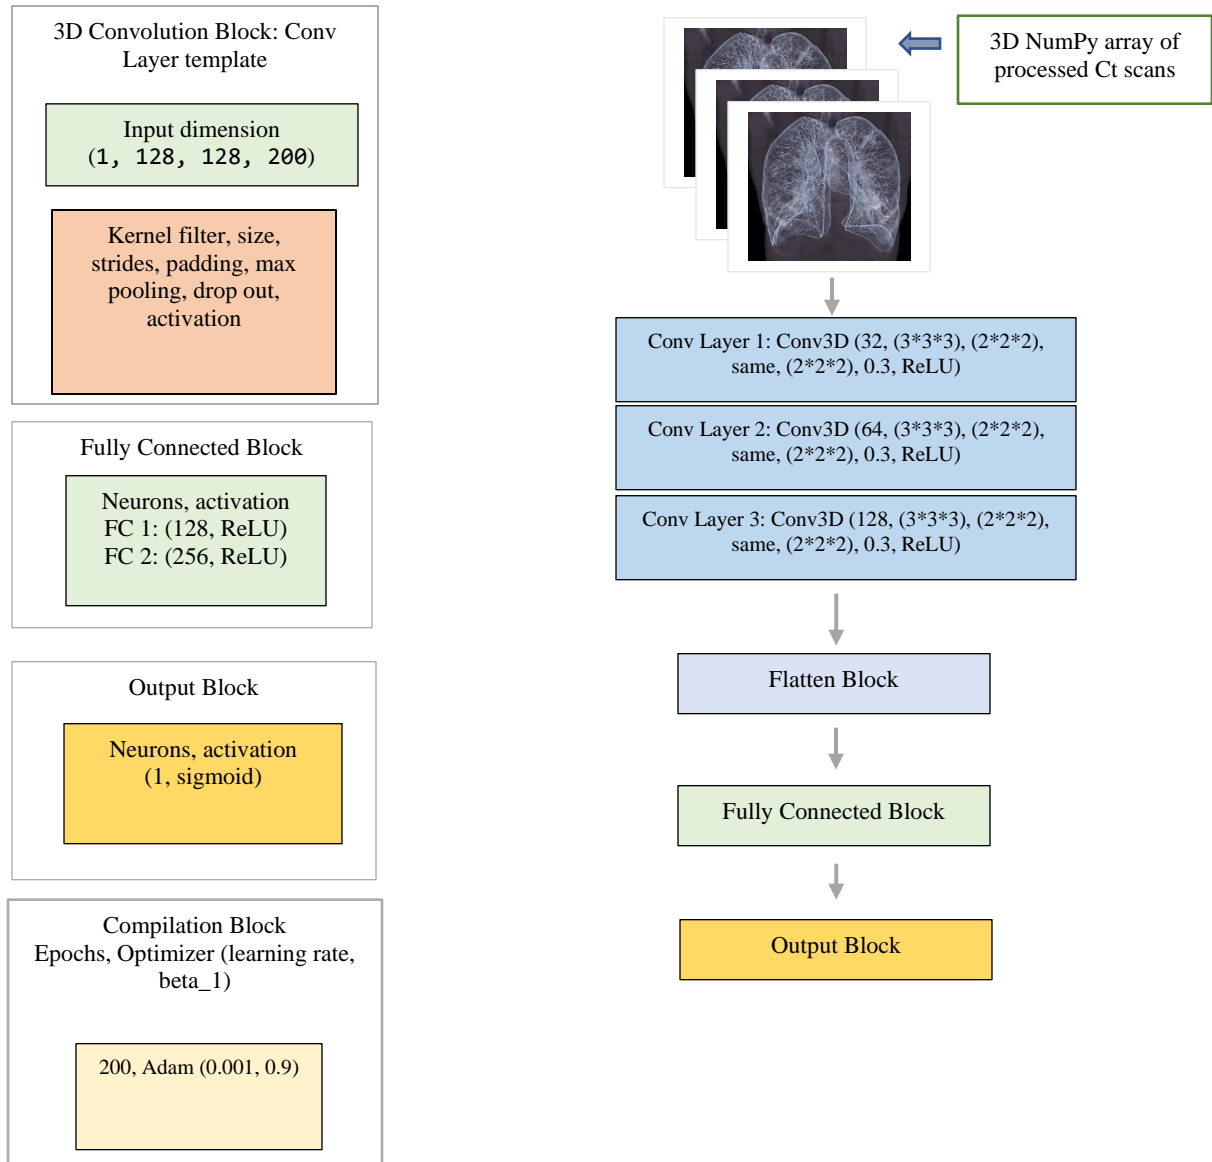 3D Convolution Block: Conv
Layer template
Input dimension
(1, 128, 128, 200)
Kernel filter, size,
strides, padding, max
pooling, drop out,
activation
Fully Connected Block
Neurons, activation
FC 1: (128, ReLU)
FC 2: (256, ReLU)
Output Block
Neurons, activation
(1, sigmoid)
Compilation Block
Epochs, Optimizer (learning rate,
beta_1)
200, Adam (0.001, 0.9)
3D NumPy array of
processed Ct scans
Conv Layer 1: Conv3D (32, (3*3*3), (2*2*2),
same, (2*2*2), 0.3, ReLU)
Conv Layer 2: Conv3D (64, (3*3*3), (2*2*2),
same, (2*2*2), 0.3, ReLU)
Conv Layer 3: Conv3D (128, (3*3*3), (2*2*2),
same, (2*2*2), 0.3, ReLU)
Flatten Block
Fully Connected Block
Output Block